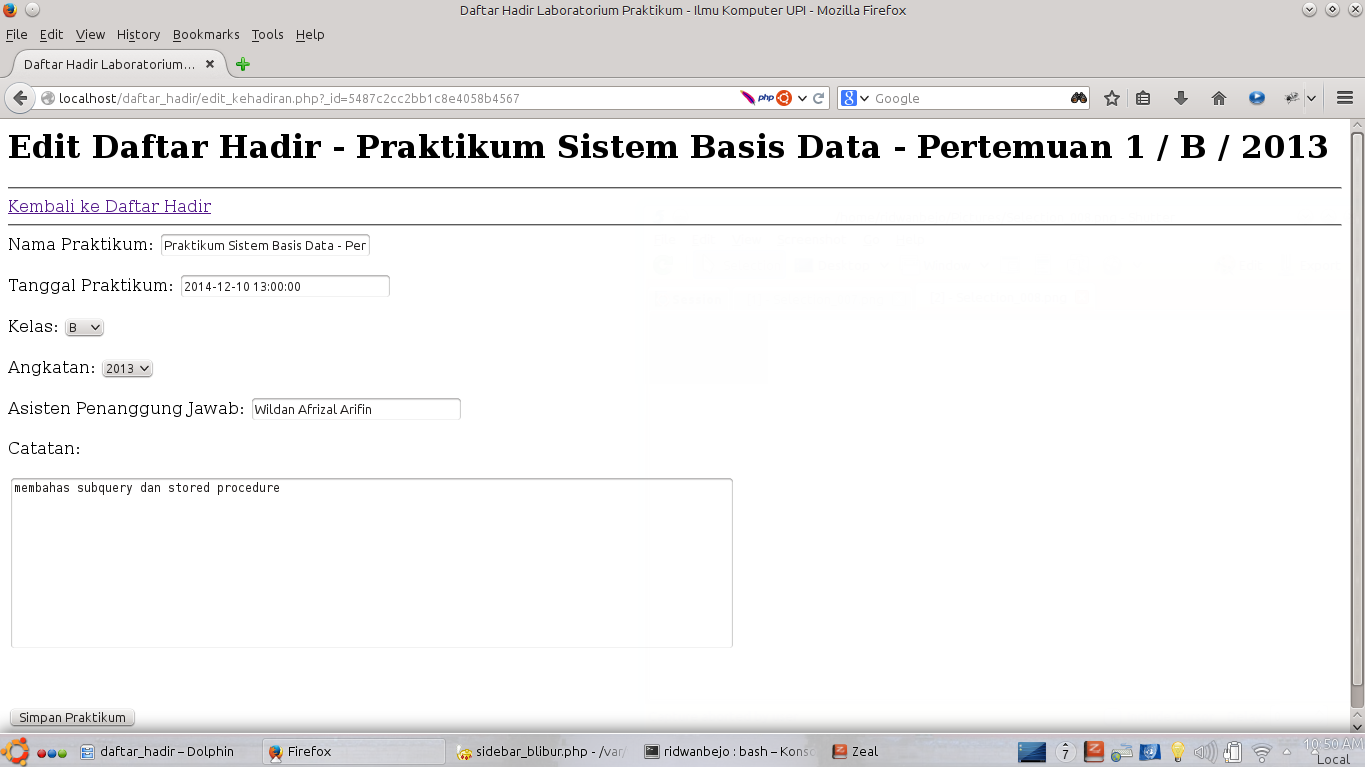 Daftar Hadir Laboratorium Praktikum - Ilmu Komputer UPI - Mozilla Firefox
File Edit View History Bookmarks Tools Help
Daftar Hadir Laboratorium...
localhost/daftar_hadir/edit_kehadiran.php?_id=5487c2cc2bb1c8e4058b4567 php Google
Edit Daftar Hadir - Praktikum Sistem Basis Data - Pertemuan 1 / B / 2013
Kembali ke Daftar Hadir
Nama Praktikum: Praktikum Sistem Basis Data - Per
Tanggal Praktikum: 2014-12-10 13:00:00
Kelas: B
Angkatan: 2013
Asisten Penanggung Jawab: Wildan Afrizal Arifin
Catatan:
membahas subquery dan stored procedure
Simpan Praktikum
daftar_hadir – Dolphin Firefox sidebar_blibur.php - /var/ ridwanbejo : bash – Konso Zeal 7 10:50 AM
Local